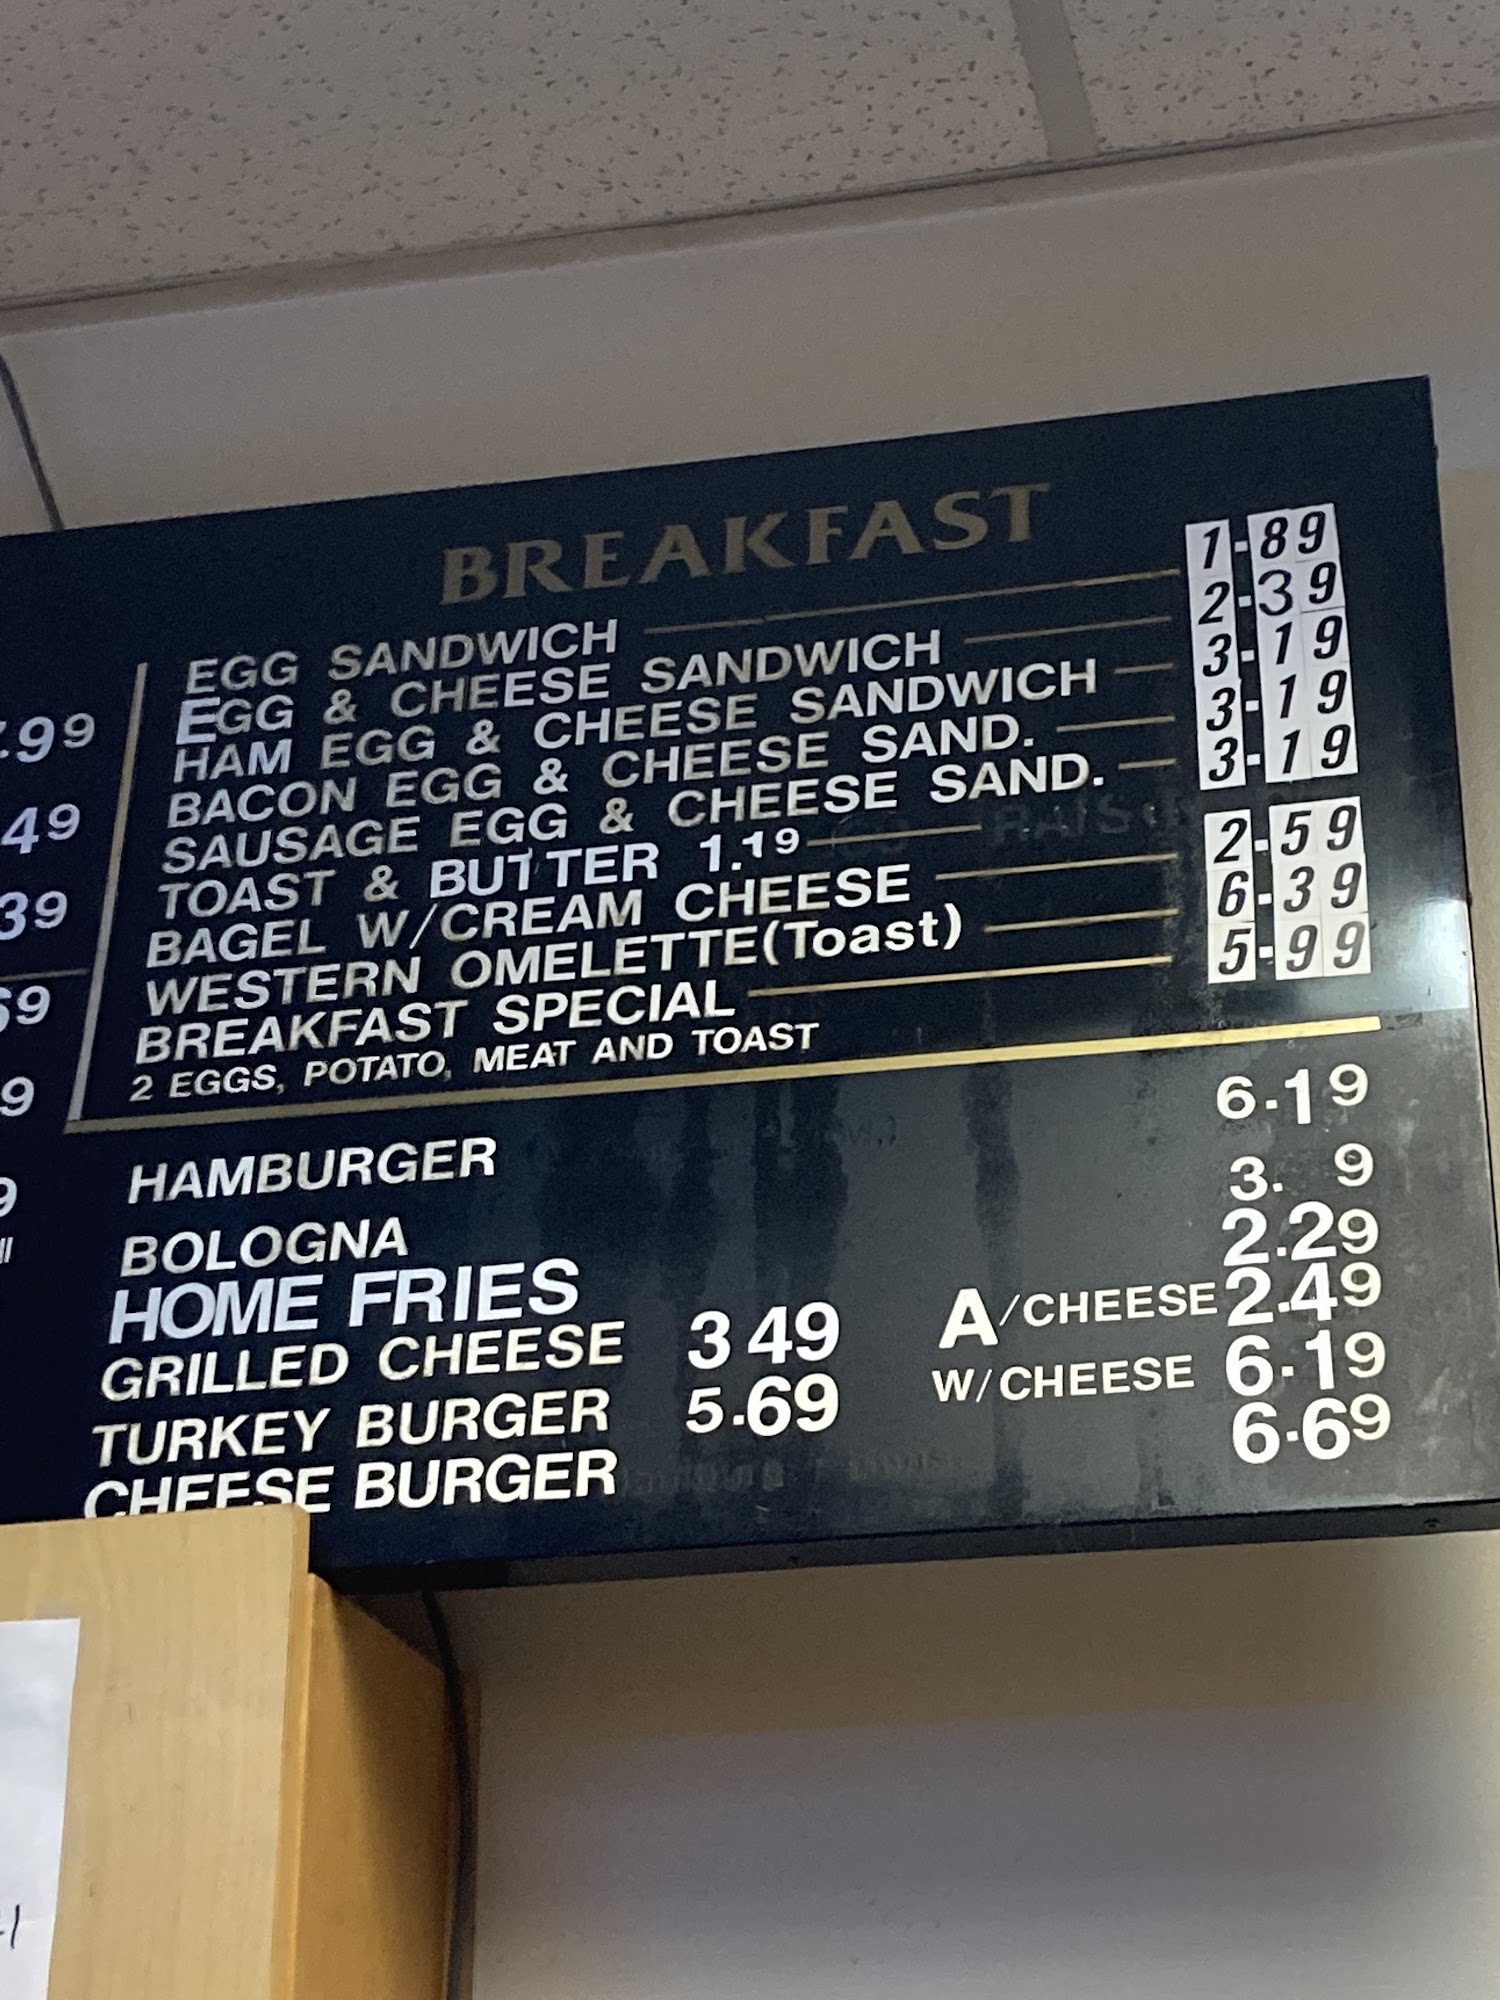 .99
49
39
9
9
BREAKFAST
EGG SANDWICH 1.89
EGG & CHEESE SANDWICH 2.39
HAM EGG & CHEESE SANDWICH 3.19
BACON EGG & CHEESE SAND. 3.19
SAUSAGE EGG & CHEESE SAND. 3.19
TOAST & BUTTER 1.19
BAGEL W/CREAM CHEESE 2.59
WESTERN OMELETTE(Toast) 6.39
BREAKFAST SPECIAL 5.99
2 EGGS, POTATO, MEAT AND TOAST
HAMBURGER 6.19
BOLOGNA 3. 9
HOME FRIES 2.29
GRILLED CHEESE 3 49 A/CHEESE 2.49
TURKEY BURGER 5.69 W/CHEESE 6.19
CHEESE BURGER 6.69